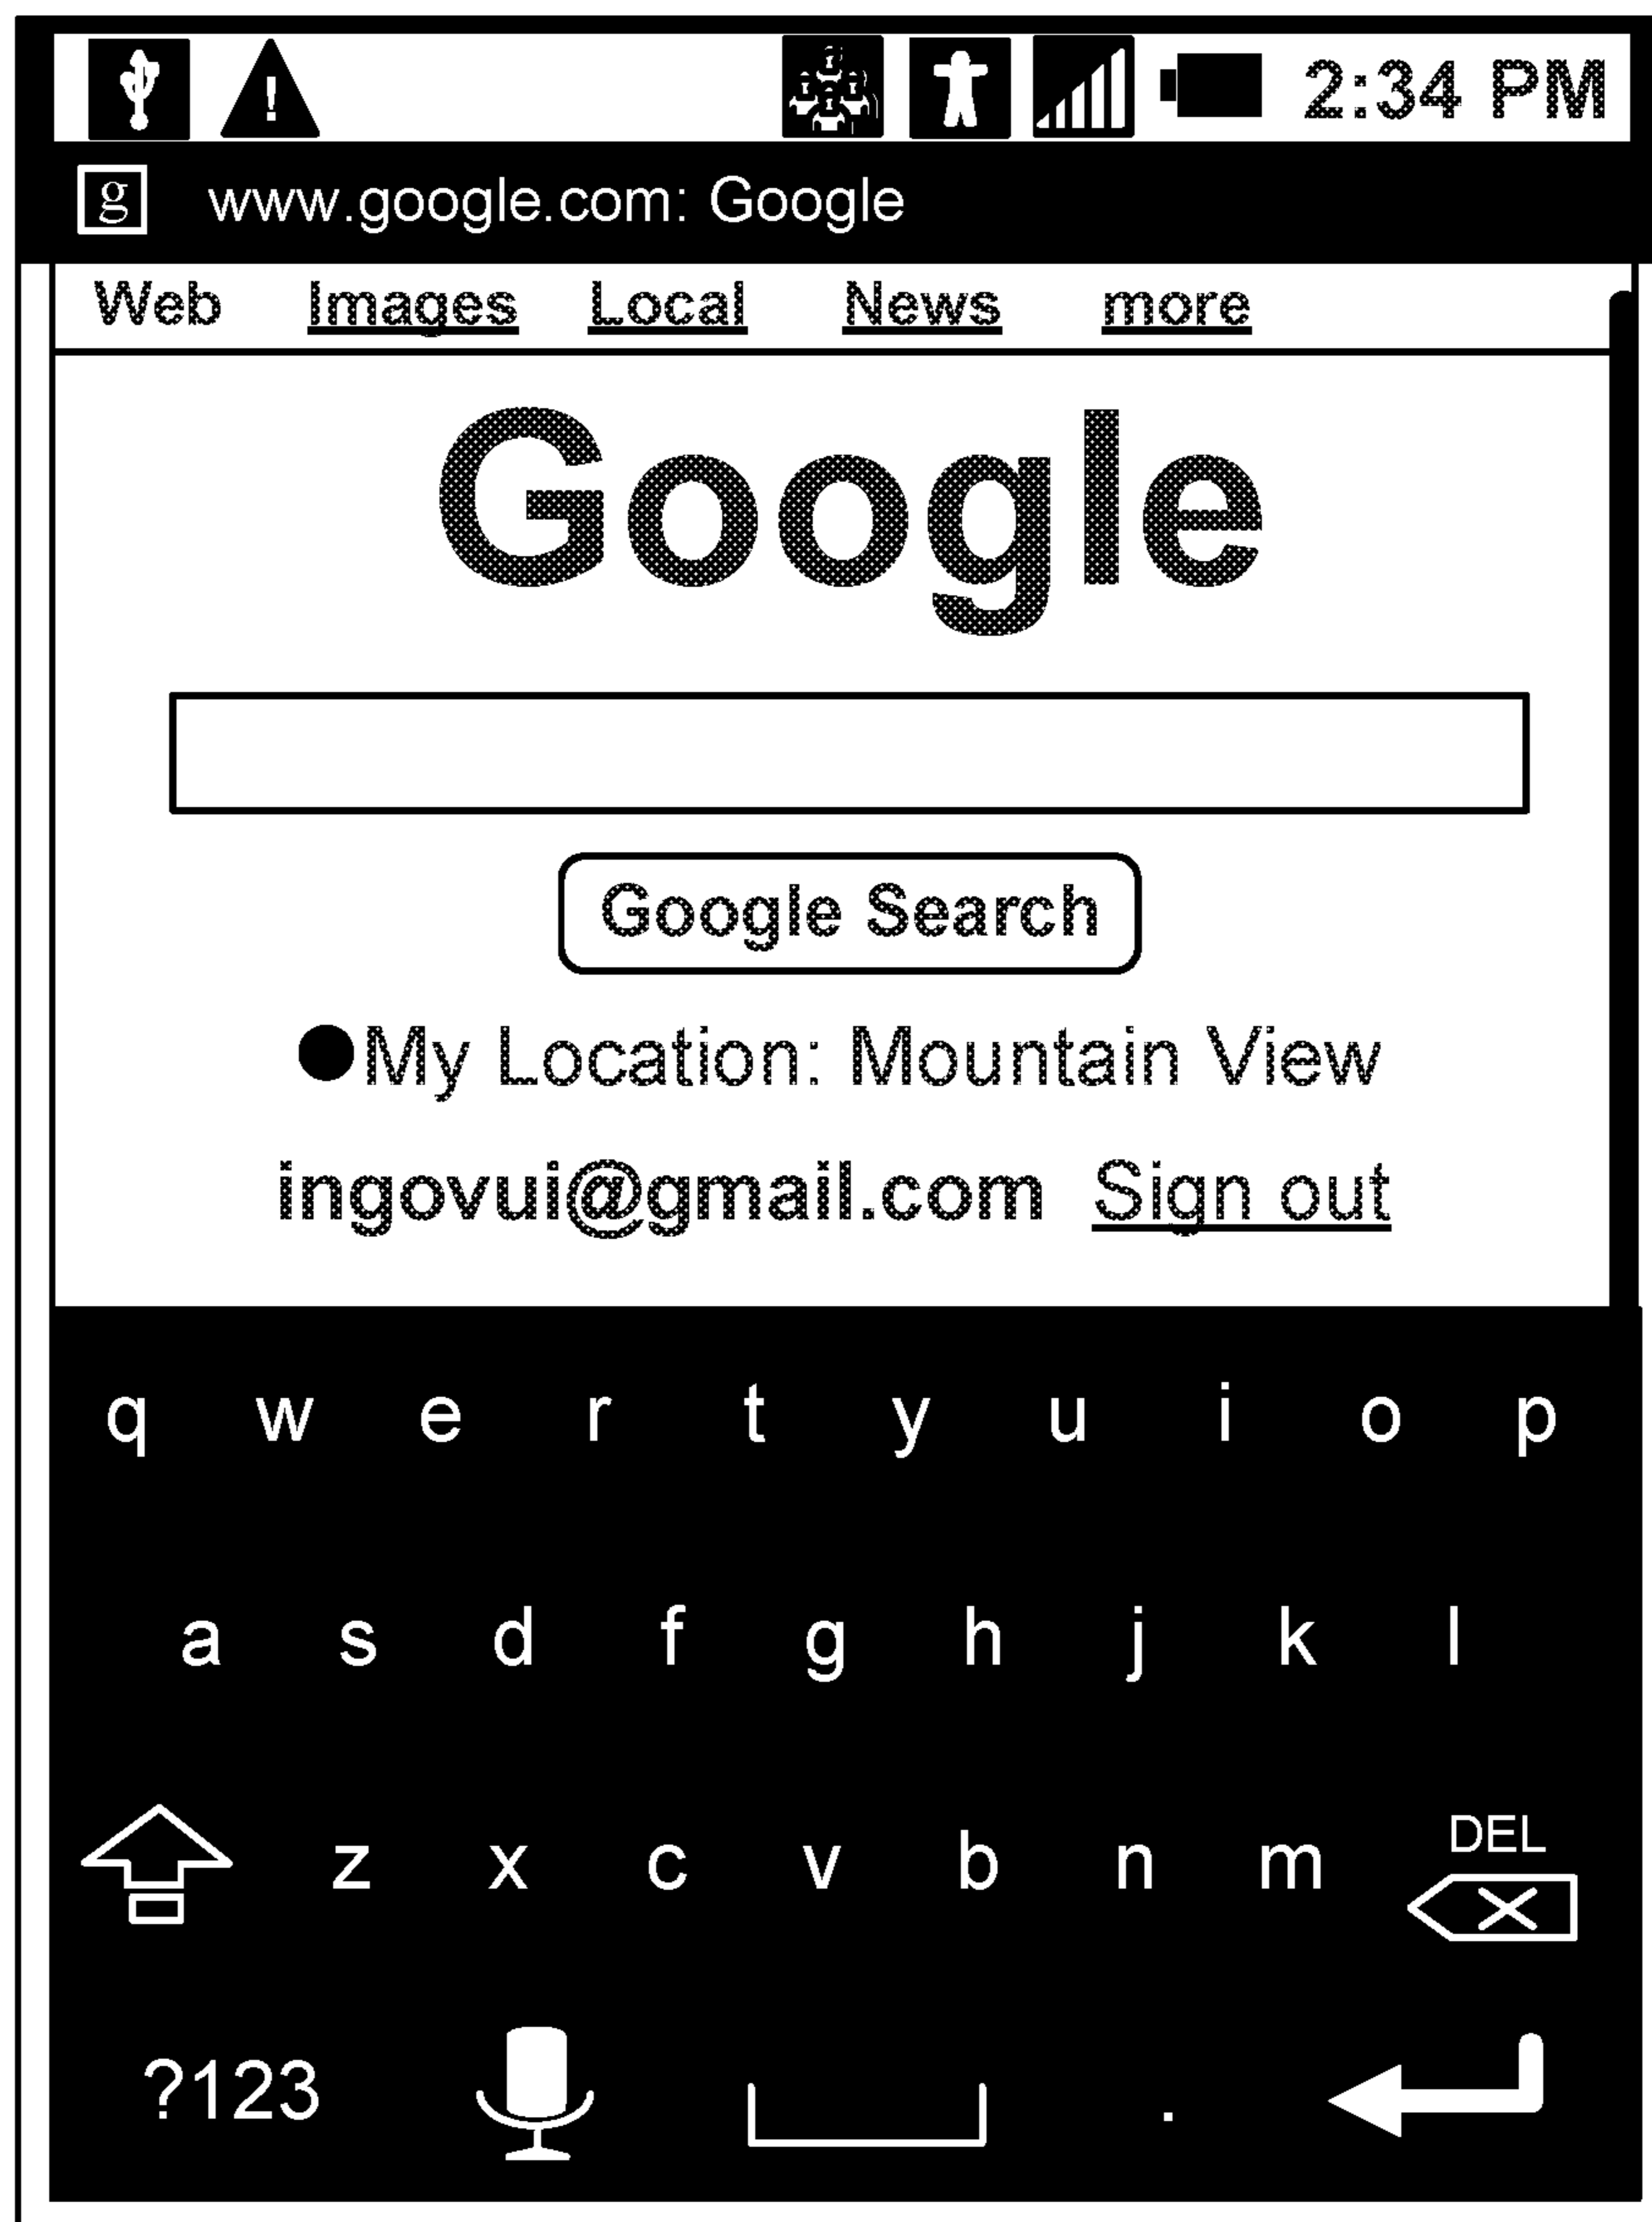 ! 2:34 PM
g www.google.com: Google
Web Images Local News more
Google
Google Search
My Location: Mountain View
ingovui@gmail.com Sign out
q w e r t y u i o p
a s d f g h j k l
z x c v b n m DEL
?123 .